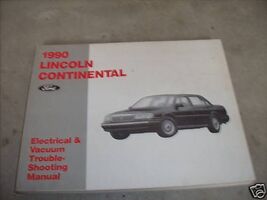 1990
LINCOLN
CONTINENTAL
Ford
Electrical &
Vacuum
Trouble-
Shooting
Manual